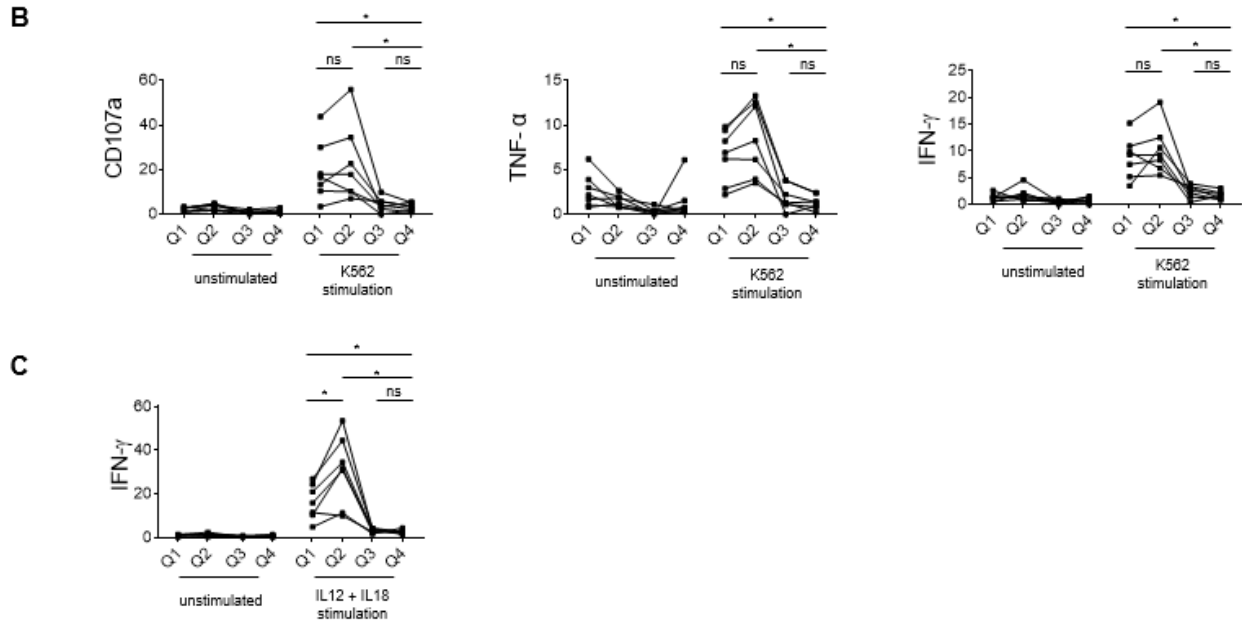 B
*
*
ns ns
60
40
20
0
CD107a
Q1 Q2 Q3 Q4 Q1 Q2 Q3 Q4
unstimulated
K562
stimulation
*
*
ns ns
15
10
5
0
TNF- α
Q1 Q2 Q3 Q4 Q1 Q2 Q3 Q4
unstimulated
K562
stimulation
*
*
ns ns
25
20
15
10
5
0
IFN-γ
Q1 Q2 Q3 Q4 Q1 Q2 Q3 Q4
unstimulated
K562
stimulation
C
*
*
* ns
60
40
20
0
IFN-γ
Q1 Q2 Q3 Q4 Q1 Q2 Q3 Q4
unstimulated
IL12 + IL18
stimulation